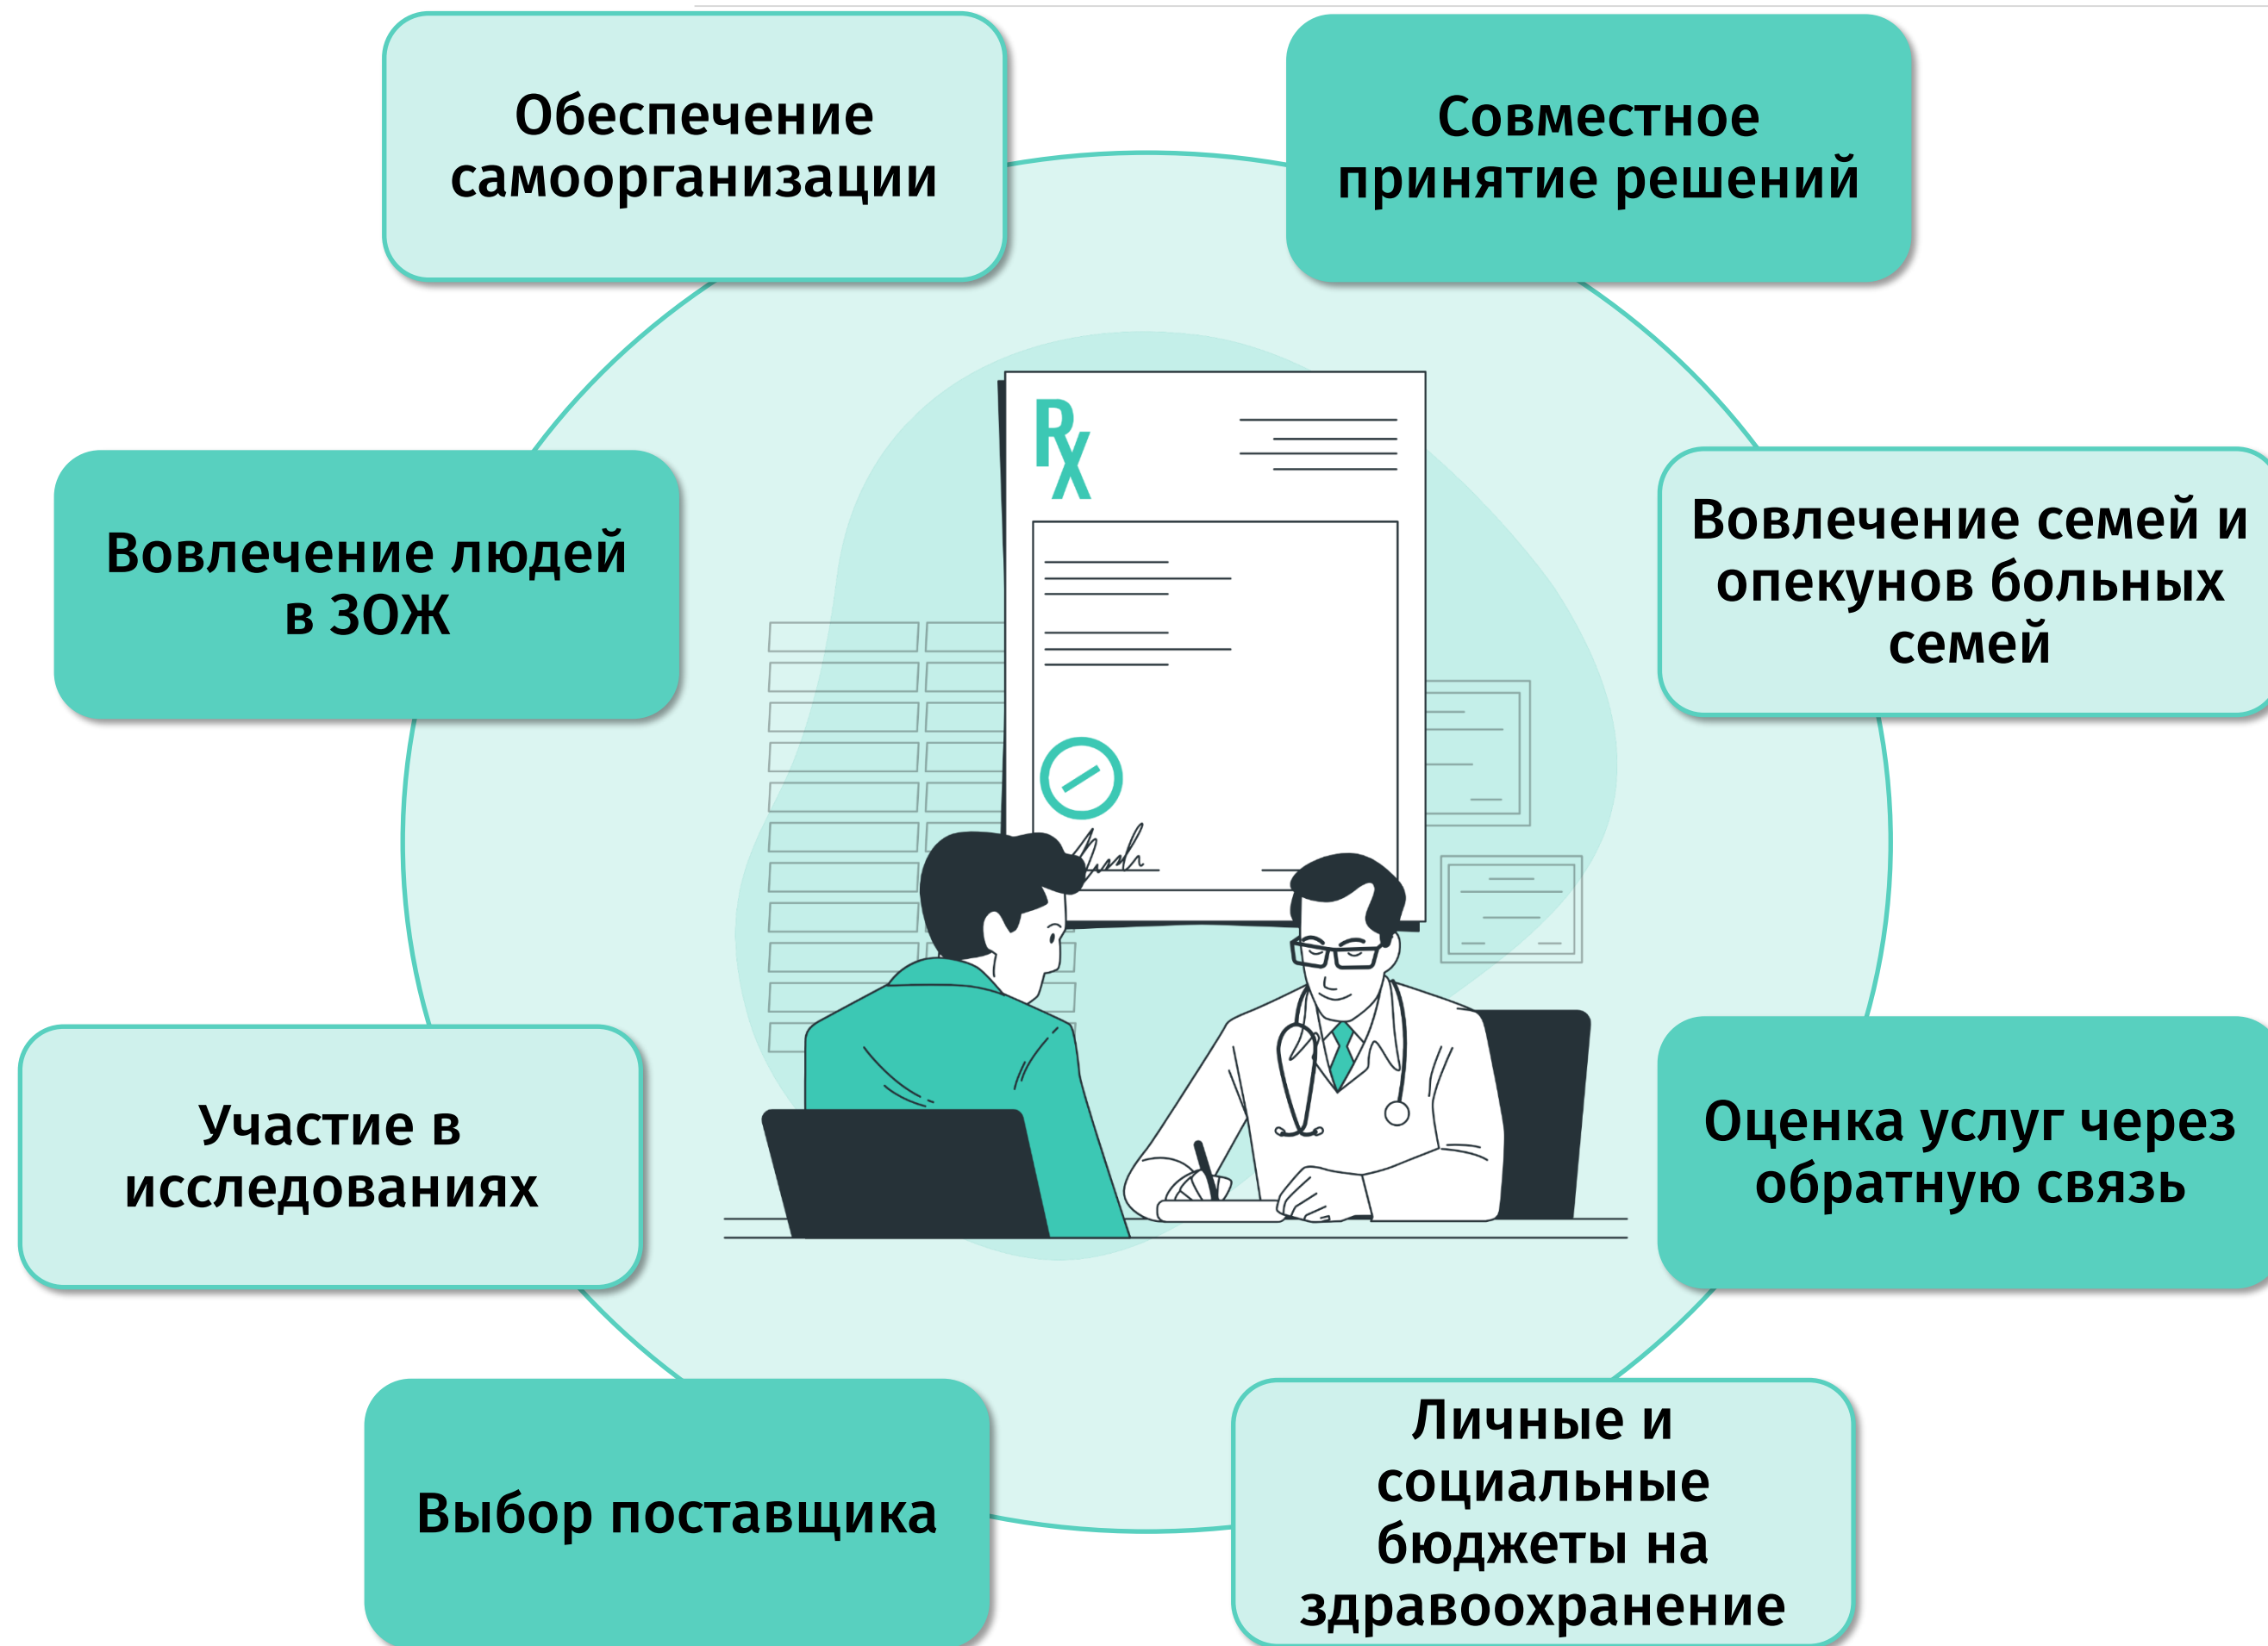 Обеспечение
самоорганизации
Совместное
принятие решений
Вовлечение людей
в ЗОЖ
Вовлечение семей и
опекунов больных
семей
Rx
Участие в
исследованиях
Оценка услуг через
обратную связь
Выбор поставщика
Личные и
социальные
бюджеты на
здравоохранение